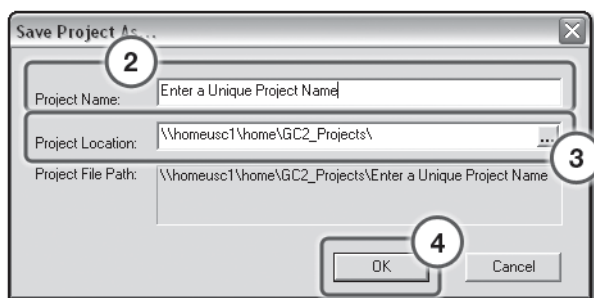 Save Project As...
2
Project Name: Enter a Unique Project Name
Project Location: \\homeusc1\home\GC2_Projects\ ...
3
Project File Path: \\homeusc1\home\GC2_Projects\Enter a Unique Project Name
4
OK Cancel